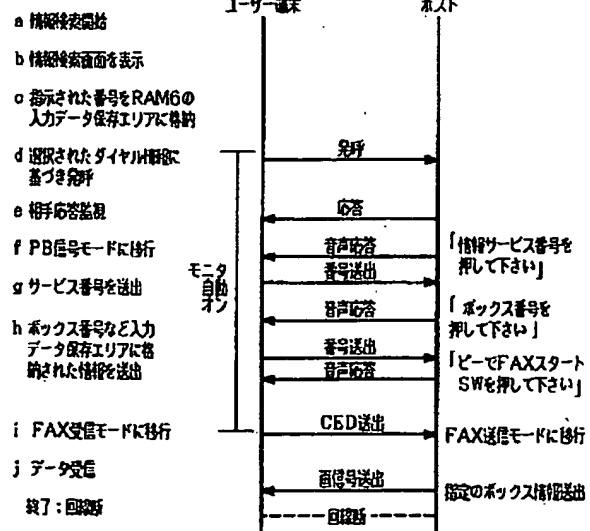 ユーザー端末
ホスト
a 情報検索開始
b 情報検索画面を表示
c 指示された番号をRAM6の
入力データ保存エリアに格納
d 選択されたダイヤル情報に
基づき発呼
発呼
e 相手応答監視
応答
f PB信号モードに移行
音声応答
「情報サービス番号を
押して下さい」
モニタ
自動
オン
番号送出
g サービス番号を送出
音声応答
「ボックス番号を
押して下さい」
h ボックス番号など入力
データ保存エリアに格
納された情報を送出
番号送出
音声応答
「ピーでFAXスタート
SWを押して下さい」
i FAX受信モードに移行
CED送出
FAX送信モードに移行
j データ受信
画信号送出
指定のボックス情報送出
終了:回線断
回線断